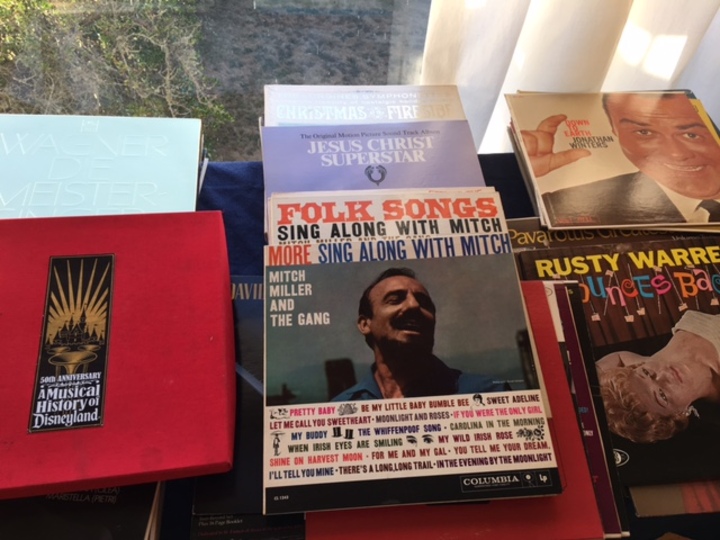 WAGNER
DIE
MEISTER
50TH ANNIVERSARY
A Musical
History of
Disneyland
CHRISTMAS
The Original Motion Picture Sound Track Album
JESUS CHRIST
SUPERSTAR
FOLK SONGS
SING ALONG WITH MITCH
MORE SING ALONG WITH MITCH
MITCH
MILLER
AND
THE GANG
PRETTY BABY BE MY LITTLE BABY BUMBLE BEE SWEET ADELINE
LET ME CALL YOU SWEETHEART • MOONLIGHT AND ROSES • IF YOU WERE THE ONLY GIRL
MY BUDDY THE WHIFFENPOOF SONG CAROLINA IN THE MORNING
WHEN IRISH EYES ARE SMILING MY WILD IRISH ROSE
SHINE ON HARVEST MOON • FOR ME AND MY GAL • YOU TELL ME YOUR DREAM,
I'LL TELL YOU MINE • THERE'S A LONG, LONG TRAIL • IN THE EVENING BY THE MOONLIGHT
COLUMBIA
DOWN
TO
EARTH
JONATHAN
WINTERS
Pavarotti's
RUSTY WARRE
OUNCES BAC
DAVI